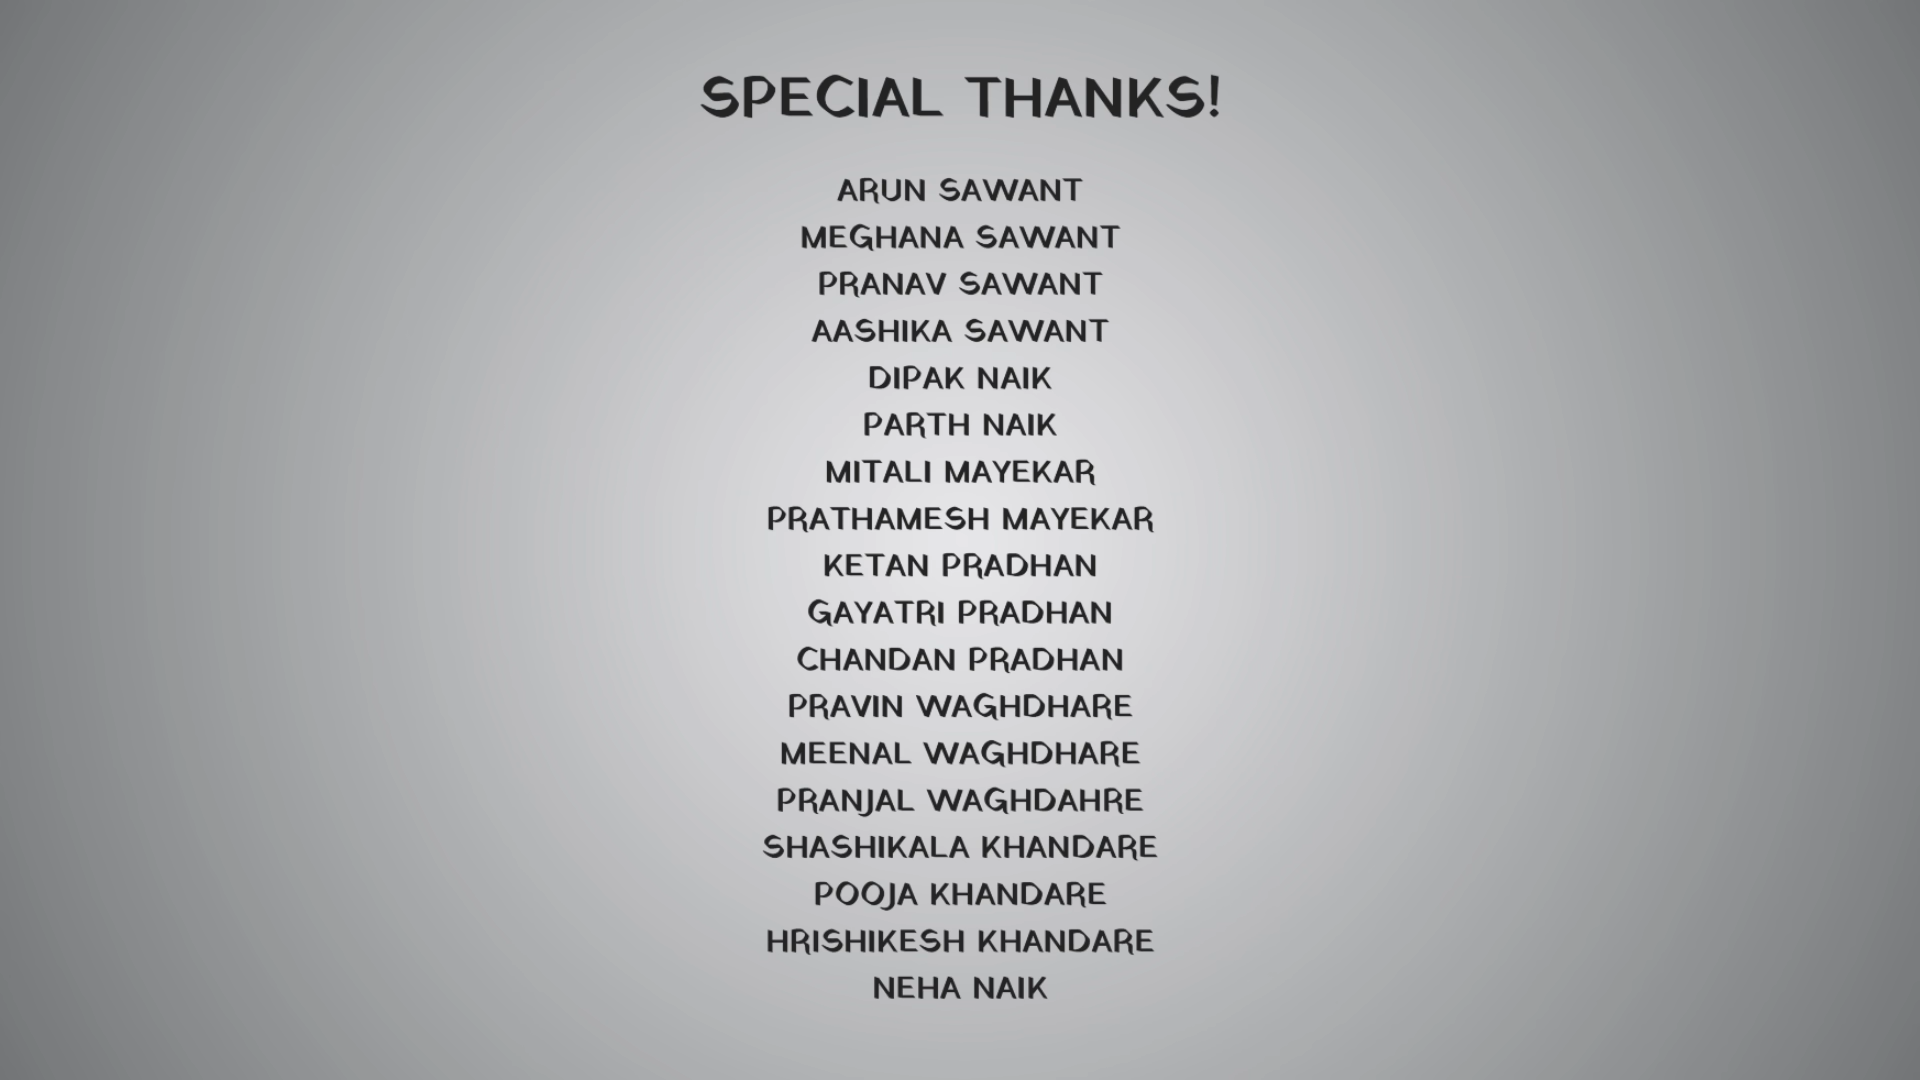 SPECIAL THANKS!
ARUN SAWANT
MEGHANA SAWANT
PRANAV SAWANT
AASHIKA SAWANT
DIPAK NAIK
PARTH NAIK
MITALI MAYEKAR
PRATHAMESH MAYEKAR
KETAN PRADHAN
GAYATRI PRADHAN
CHANDAN PRADHAN
PRAVIN WAGHDHARE
MEENAL WAGHDHARE
PRANJAL WAGHDAHRE
SHASHIKALA KHANDARE
POOJA KHANDARE
HRISHIKESH KHANDARE
NEHA NAIK